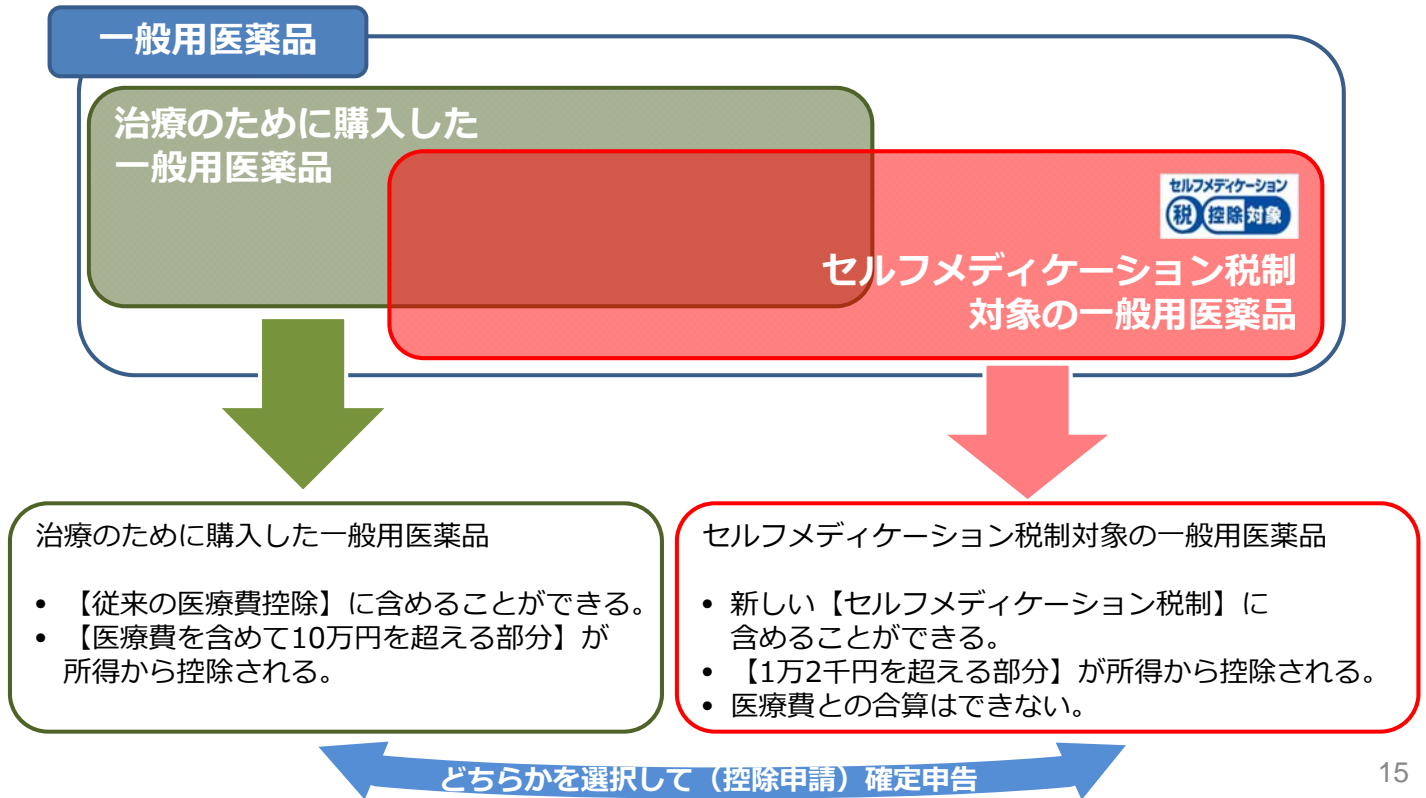 一般用医薬品
治療のために購入した
一般用医薬品
セルフメディケーション
税 控除対象
セルフメディケーション税制
対象の一般用医薬品
治療のために購入した一般用医薬品
• 【従来の医療費控除】に含めることができる。
• 【医療費を含めて10万円を超える部分】が
所得から控除される。
セルフメディケーション税制対象の一般用医薬品
• 新しい【セルフメディケーション税制】に
含めることができる。
• 【1万2千円を超える部分】が所得から控除される。
• 医療費との合算はできない。
どちらかを選択して（控除申請）確定申告
15